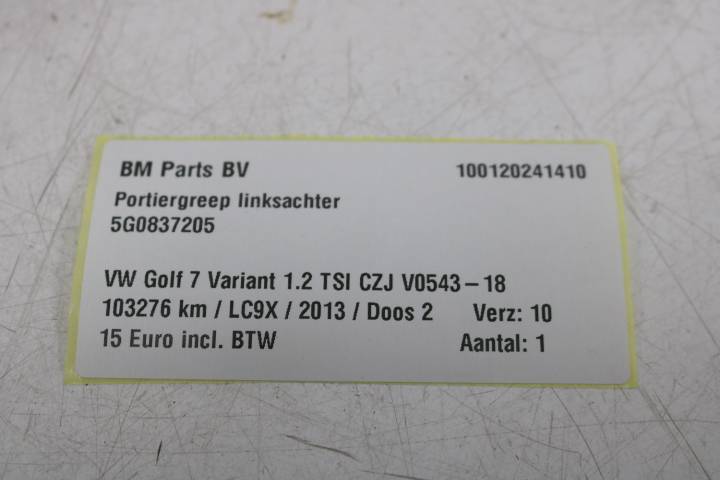 BM Parts BV 100120241410
Portiergreep linksachter
5G0837205
VW Golf 7 Variant 1.2 TSI CZJ V0543-18
103276 km / LC9X / 2013 / Doos 2 Verz: 10
15 Euro incl. BTW Aantal: 1